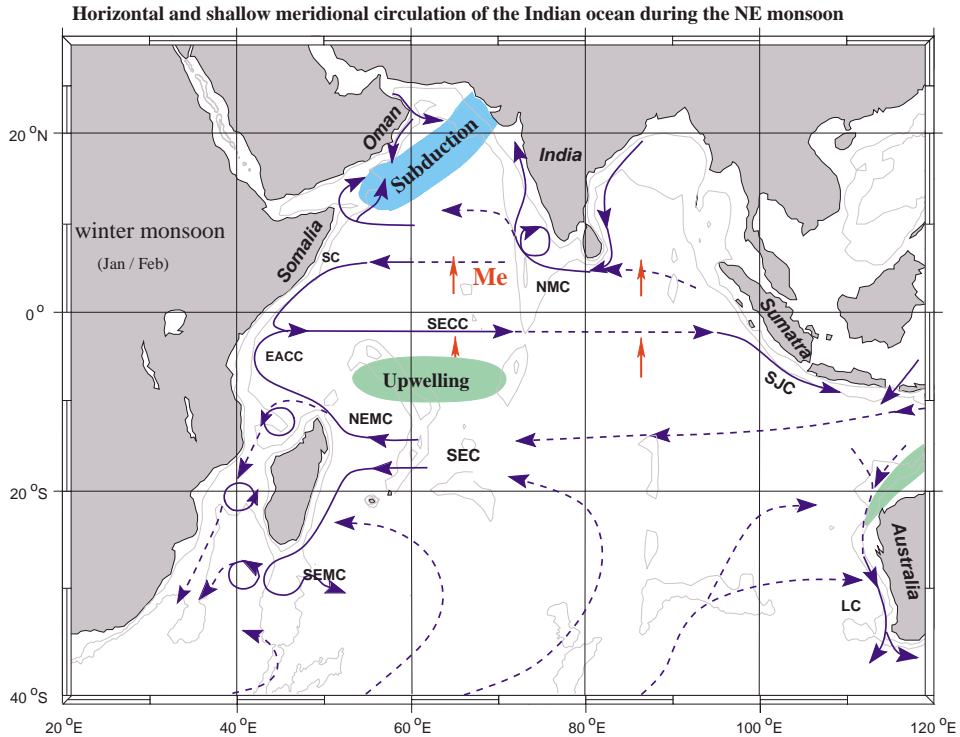 Horizontal and shallow meridional circulation of the Indian ocean during the NE monsoon
20 °N
0°
20 °S
40 °S
20 °E
40 °E
60 °E
80 °E
100 °E
120 °E
Oman
Subduction
India
winter monsoon
(Jan / Feb)
Somalia
SC
Me
NMC
SECC
Sumatra
EACC
Upwelling
SJC
NEMC
SEC
SEMC
Australia
LC